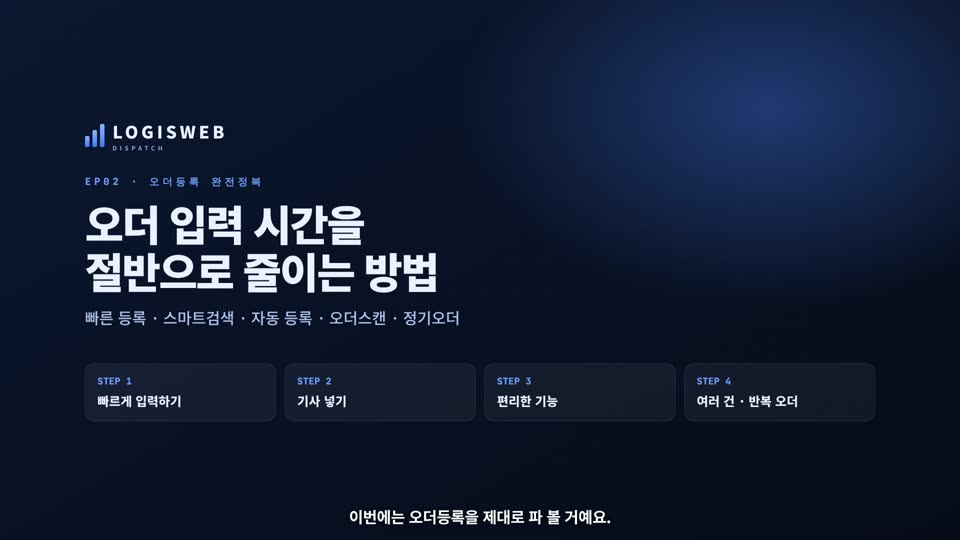 LOGISWEB
DISPATCH
EP02 · 오더등록 완전정복
오더 입력 시간을
절반으로 줄이는 방법
빠른 등록 · 스마트검색 · 자동 등록 · 오더스캔 · 정기오더
STEP 1
빠르게 입력하기
STEP 2
기사 넣기
STEP 3
편리한 기능
STEP 4
여러 건 · 반복 오더
이번에는 오더등록을 제대로 파 볼 거예요.